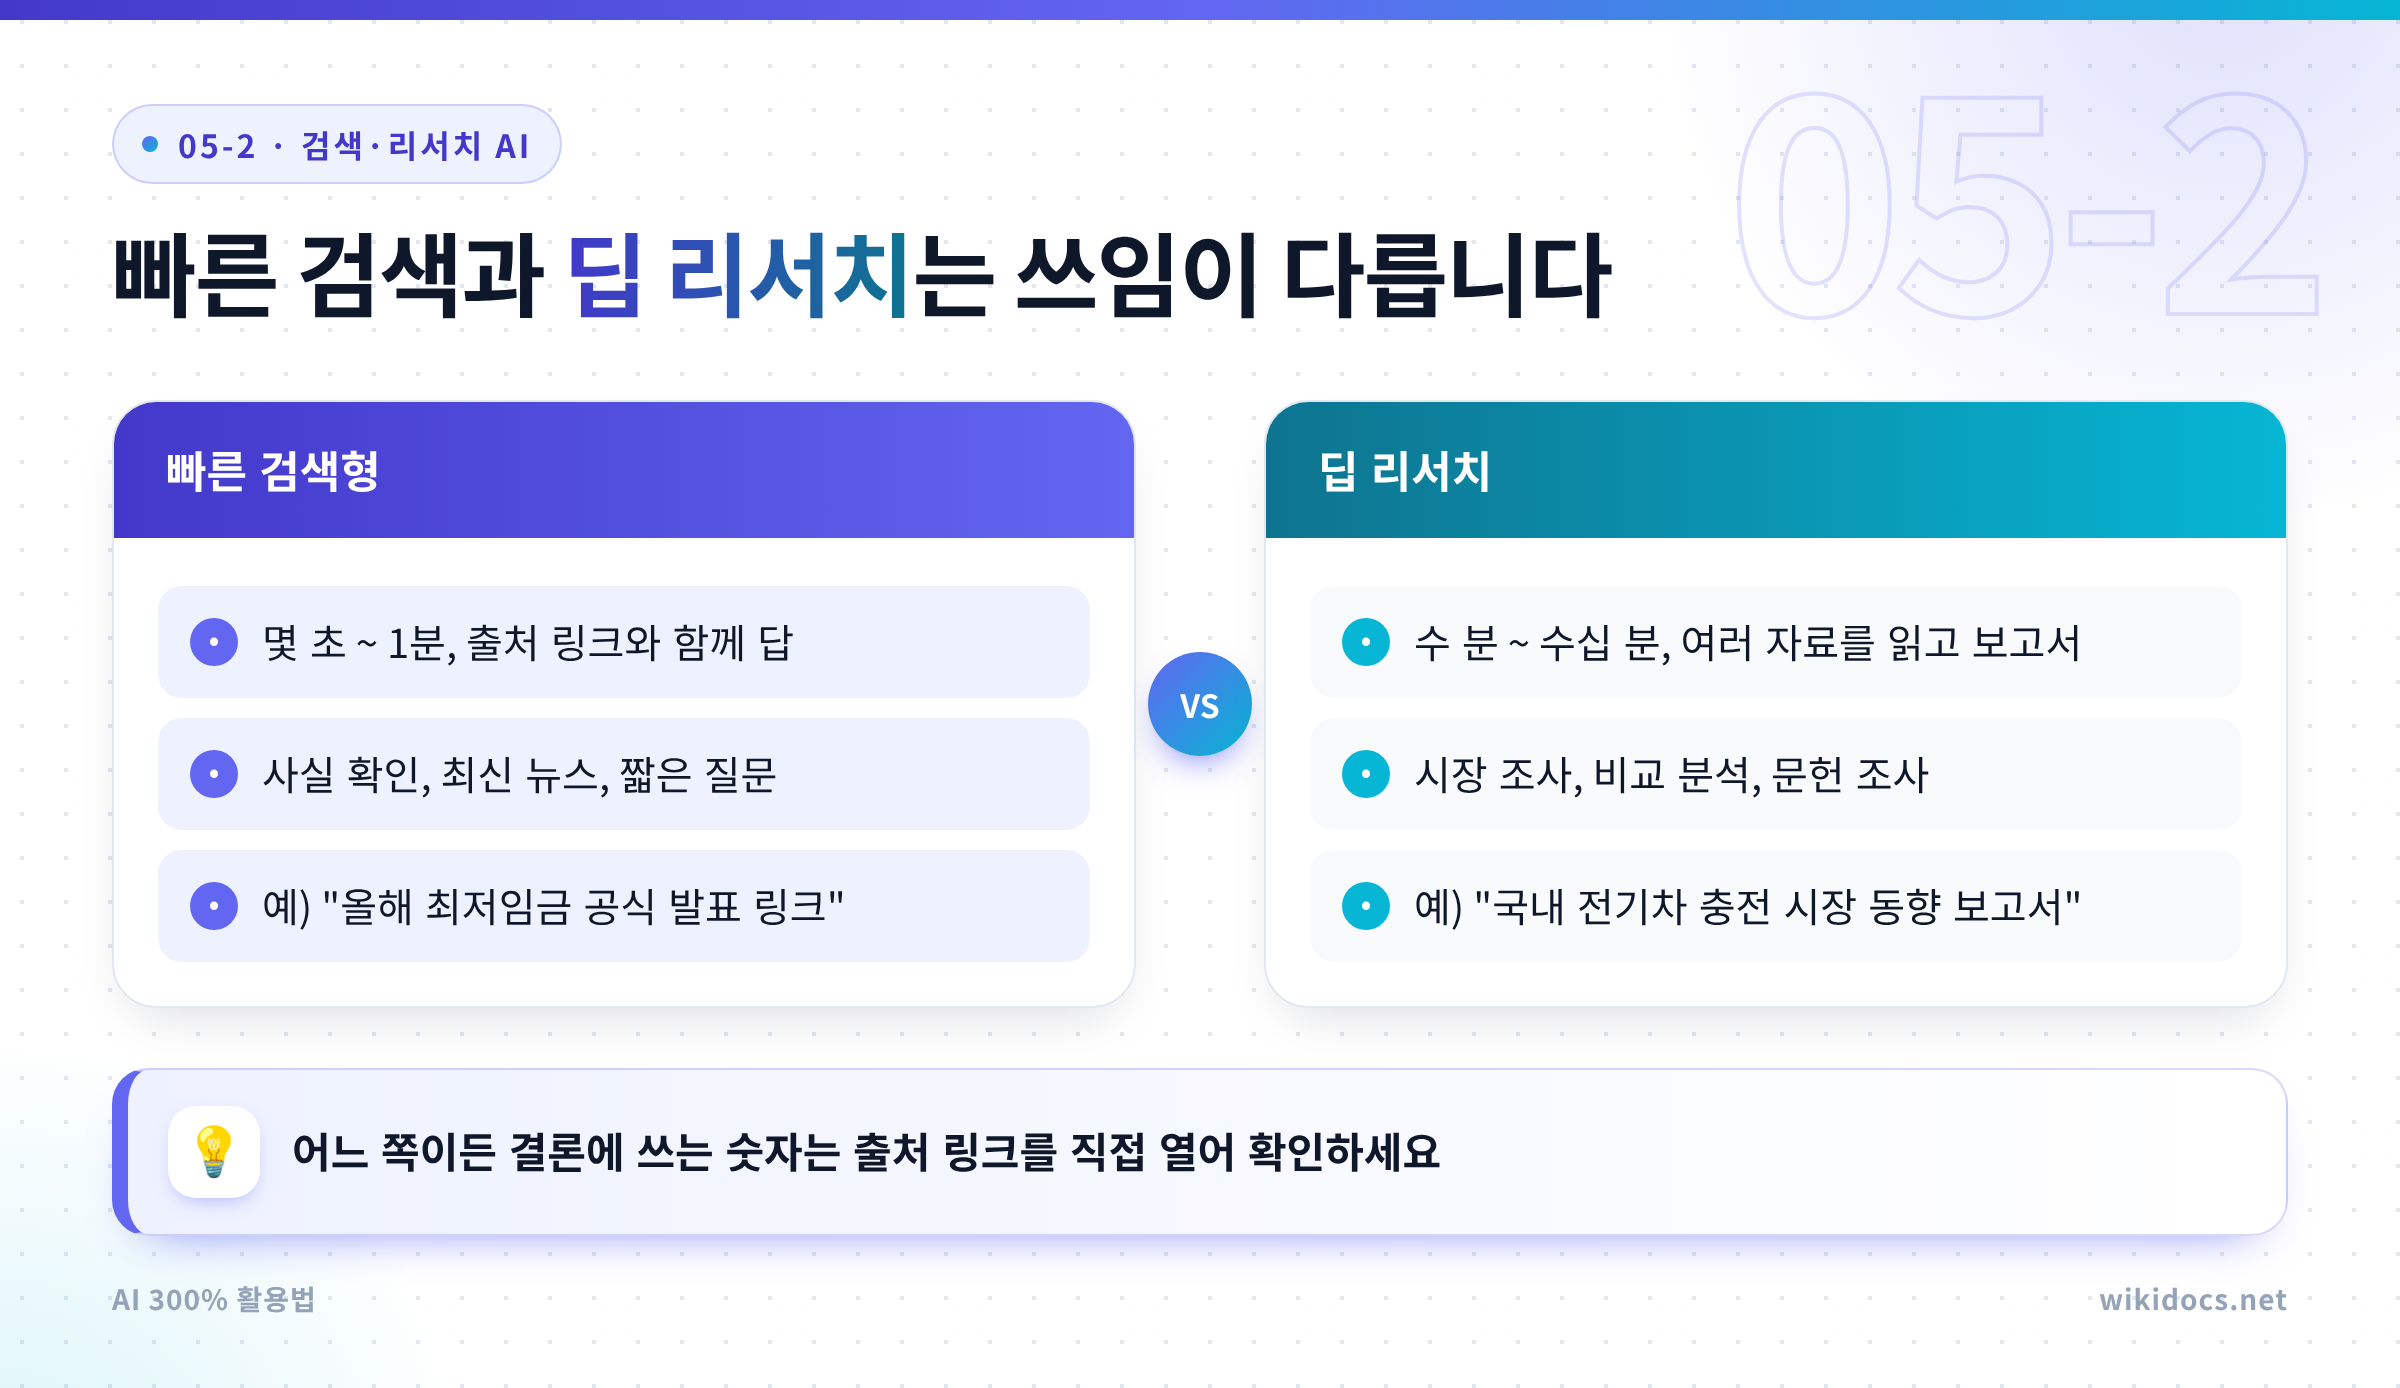 05-2 · 검색·리서치 AI
05-2
빠른 검색과 딥 리서치는 쓰임이 다릅니다
빠른 검색형
몇 초 ~ 1분, 출처 링크와 함께 답
사실 확인, 최신 뉴스, 짧은 질문
예) "올해 최저임금 공식 발표 링크"
VS
딥 리서치
수 분 ~ 수십 분, 여러 자료를 읽고 보고서
시장 조사, 비교 분석, 문헌 조사
예) "국내 전기차 충전 시장 동향 보고서"
어느 쪽이든 결론에 쓰는 숫자는 출처 링크를 직접 열어 확인하세요
AI 300% 활용법
wikidocs.net